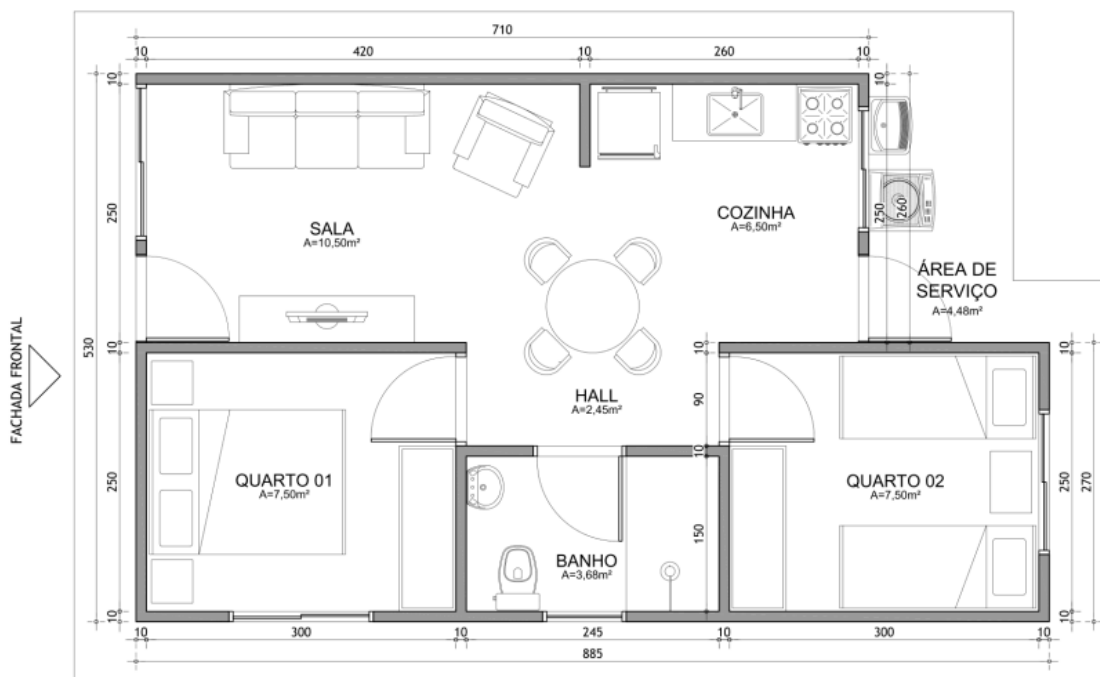 710
10
420
10
260
10
10
10
SALA
A=10,50m²
COZINHA
A=6,50m²
250
250
260
ÁREA DE
SERVIÇO
A=4,48m²
FACHADA FRONTAL
530
10
10
10
HALL
A=2,45m²
90
10
QUARTO 01
A=7,50m²
250
QUARTO 02
A=7,50m²
250
270
BANHO
A=3,68m²
150
10
10
10
300
10
245
10
300
10
885